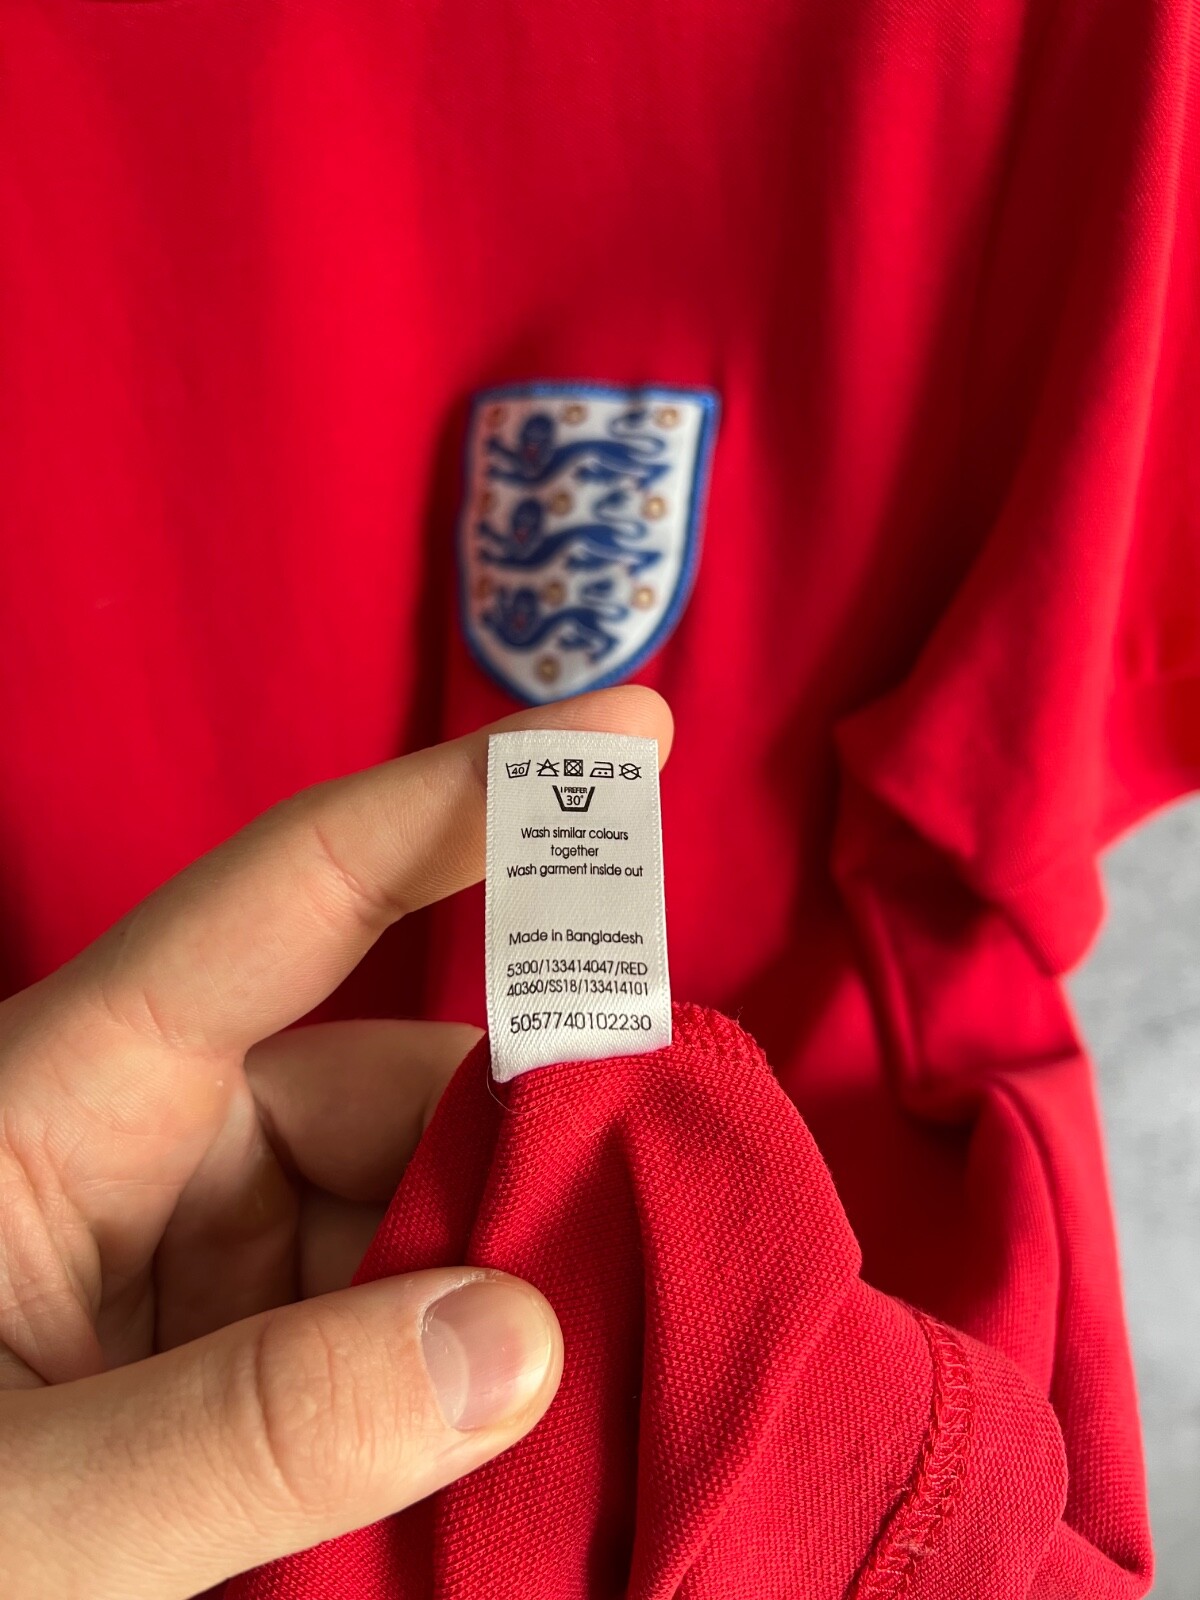 40
I PREFER
30°
Wash similar colours
together
Wash garment inside out
Made in Bangladesh
5300/133414047/RED
40360/SS18/133414101
5057740102230